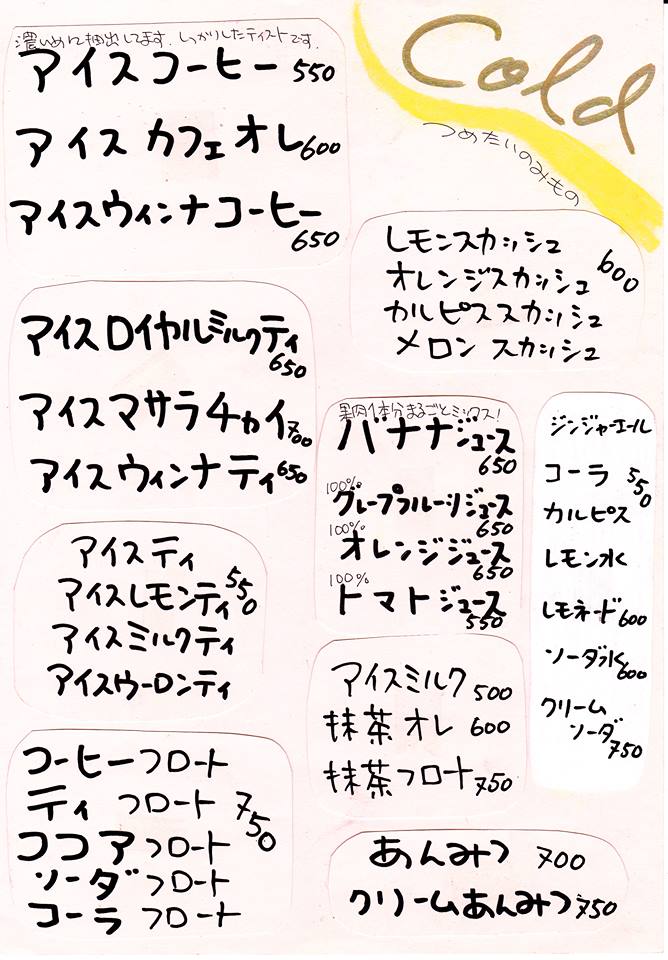 Cold
つめたいのみもの
濃いめに抽出してます。しっかりしたテイストです。
アイスコーヒー 550
アイスカフェオレ 600
アイスウィンナコーヒー
650
レモンスカッシュ
オレンジスカッシュ 600
カルピススカッシュ
メロンスカッシュ
アイスロイヤルミルクティ
650
アイスマサラチャイ 700
アイスウィンナティ 650
果肉1本分まるごとミックス!
バナナジュース
650
100%
グレープフルーツジュース
650
100%
オレンジジュース
650
100%
トマトジュース
550
ジンジャーエール
コーラ 550
カルピス
レモン水
レモネード 600
ソーダ水
600
クリーム
ソーダ
750
アイスティ
アイスレモンティ 550
アイスミルクティ
アイスウーロンティ
アイスミルク 500
抹茶オレ 600
抹茶フロート 750
コーヒーフロート
ティフロート 750
ココアフロート
ソーダフロート
コーラフロート
あんみつ 700
クリームあんみつ 750